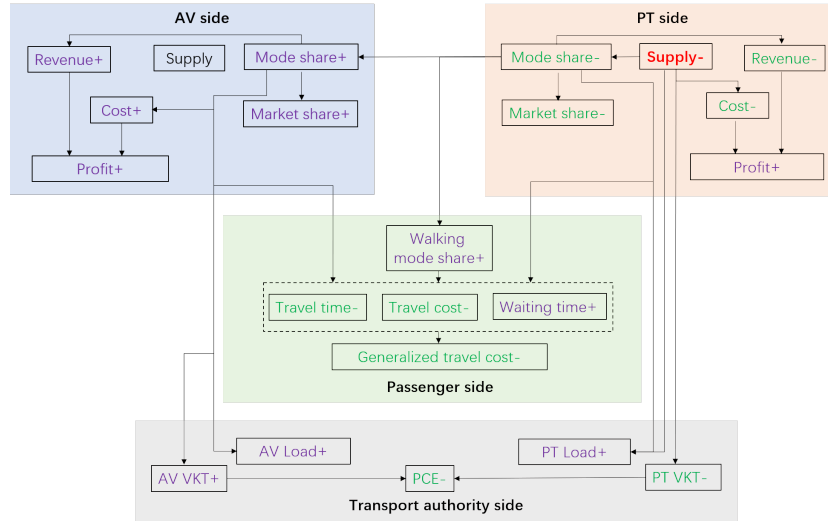 AV side
PT side
Revenue+
Supply
Mode share+
Mode share-
Supply-
Revenue-
Cost+
Market share+
Market share-
Cost-
Profit+
Profit+
Walking
mode share+
Travel time-
Travel cost-
Waiting time+
Generalized travel cost-
Passenger side
AV Load+
PT Load+
AV VKT+
PCE-
PT VKT-
Transport authority side